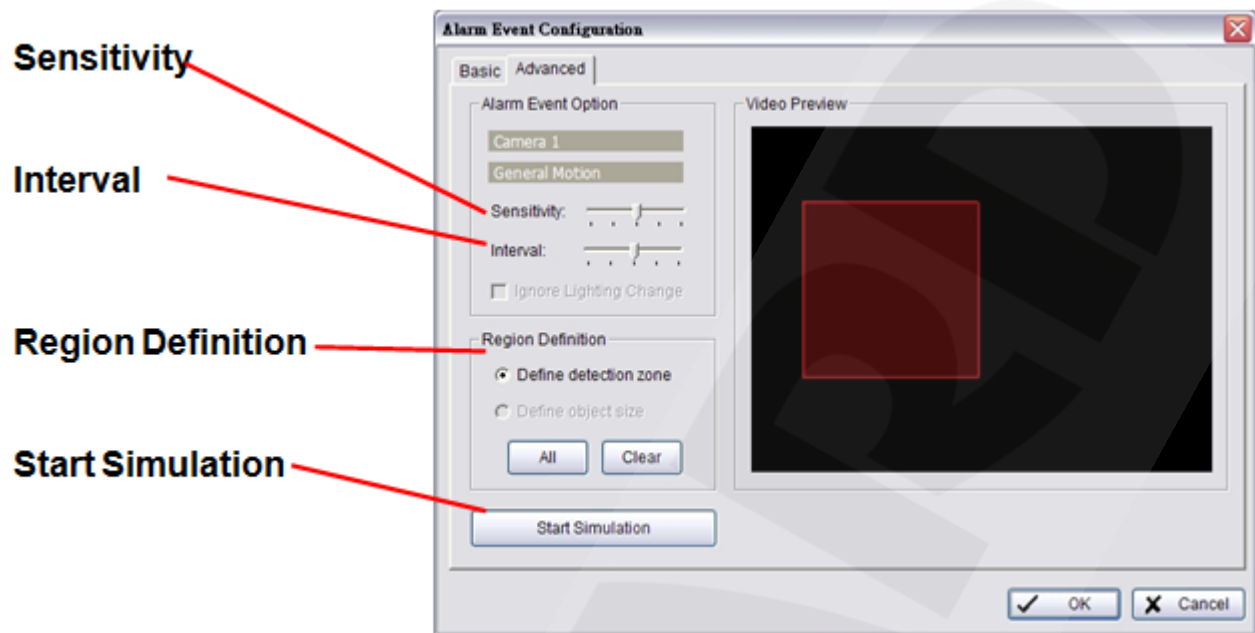 Sensitivity
Interval
Region Definition
Start Simulation
Alarm Event Configuration
Basic Advanced
Alarm Event Option
Camera 1
General Motion
Sensitivity:
Interval:
Ignore Lighting Change
Region Definition
Define detection zone
Define object size
All Clear
Start Simulation
Video Preview
OK Cancel